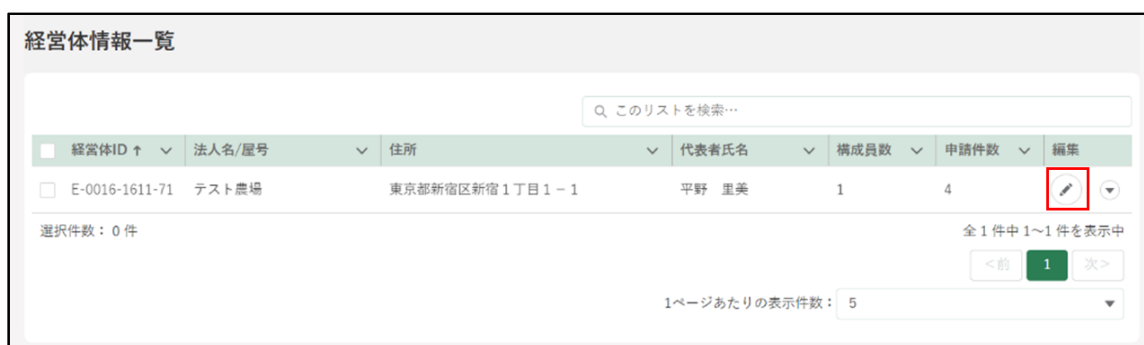 経営体情報一覧
このリストを検索…
経営体ID↑ 法人名/屋号 住所 代表者氏名 構成員数 申請件数 編集
E-0016-1611-71 テスト農場 東京都新宿区新宿1丁目1-1 平野 里美 1 4
選択件数：0件 全1件中1～1件を表示中
<前 1 次>
1ページあたりの表示件数： 5